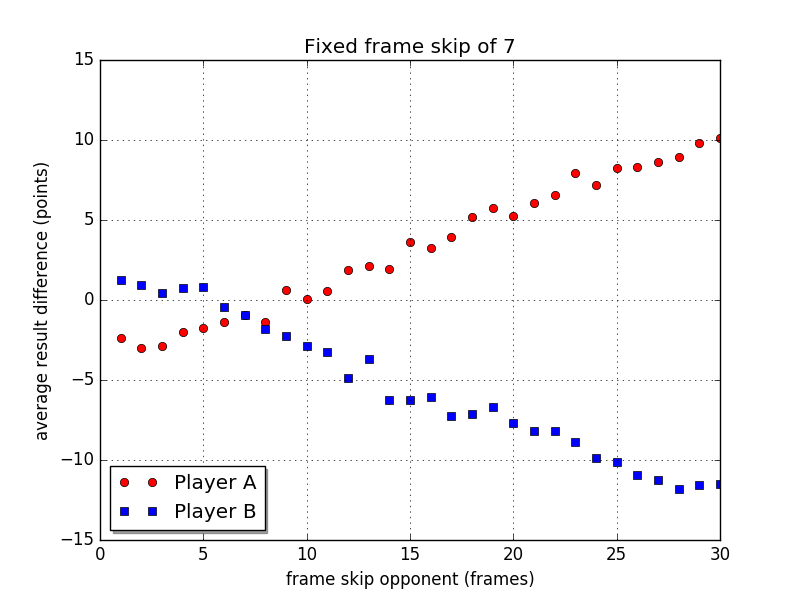 Fixed frame skip of 7
average result difference (points)
15
10
5
0
−5
−10
−15
Player A
Player B
0 5 10 15 20 25 30
frame skip opponent (frames)